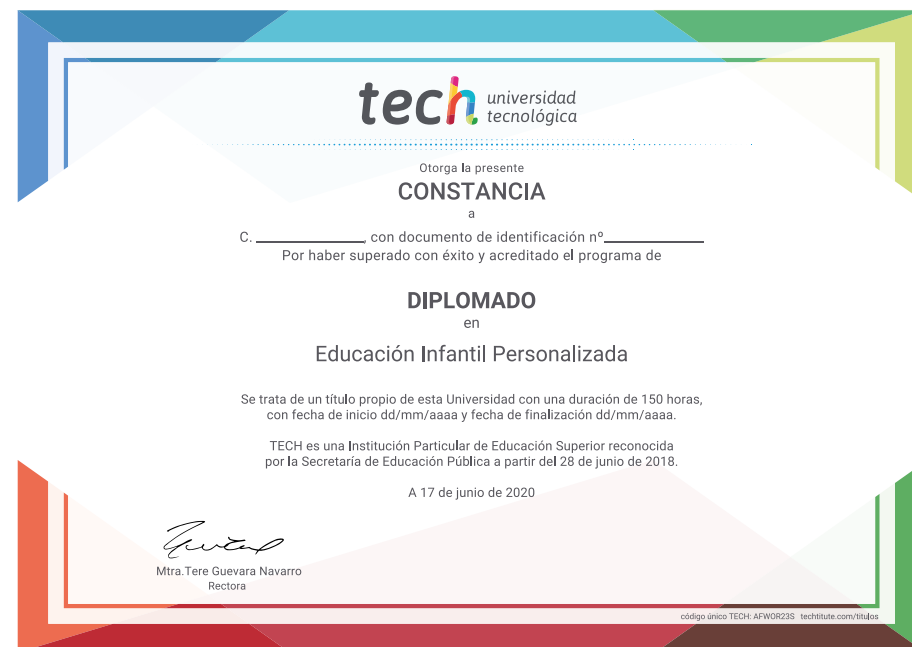 tech universidad
tecnológica
Otorga la presente
CONSTANCIA
a
C. ____________, con documento de identificación nº____________
Por haber superado con éxito y acreditado el programa de
DIPLOMADO
en
Educación Infantil Personalizada
Se trata de un título propio de esta Universidad con una duración de 150 horas,
con fecha de inicio dd/mm/aaaa y fecha de finalización dd/mm/aaaa.
TECH es una Institución Particular de Educación Superior reconocida
por la Secretaría de Educación Pública a partir del 28 de junio de 2018.
A 17 de junio de 2020
Mtra.Tere Guevara Navarro
Rectora
código único TECH: AFWOR23S techtitute.com/titulos